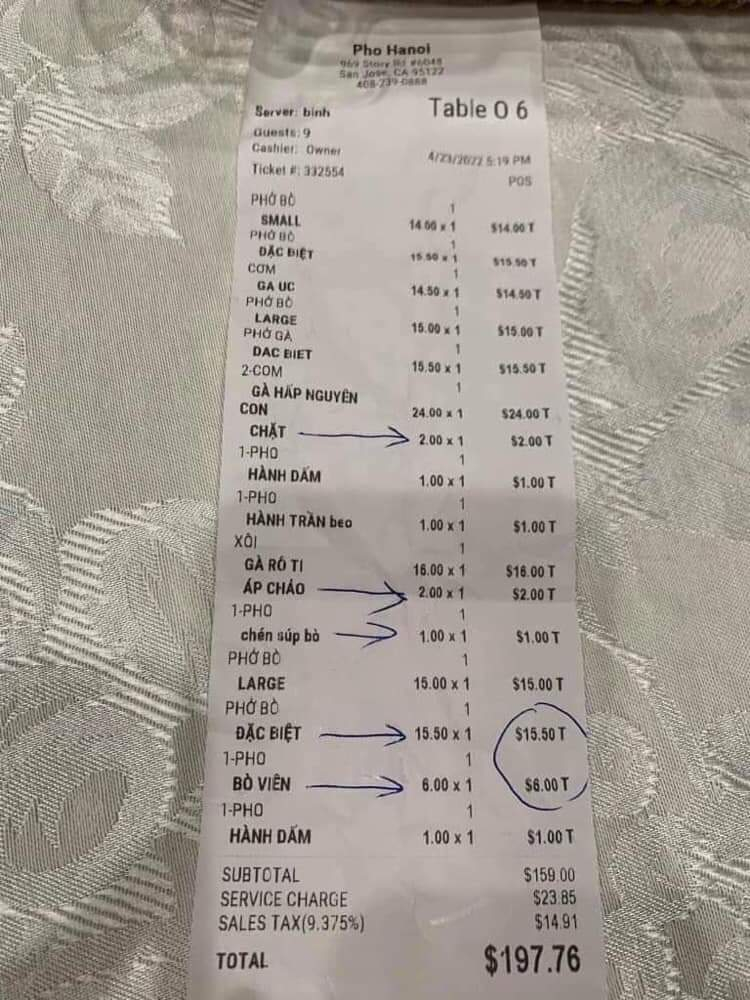 Pho Hanoi
969 Story Rd #6048
San Jose, CA 95122
408-239-0888
Server: binh Table O 6
Guests: 9
Cashier: Owner 4/23/2022 5:19 PM
Ticket #: 332554 POS
PHỞ BÒ 1
SMALL 14.00 x 1 $14.00 T
PHỞ BÒ 1
ĐẶC BIỆT 15.50 x 1 $15.50 T
CƠM 1
GA UC 14.50 x 1 $14.50 T
PHỞ BÒ 1
LARGE 15.00 x 1 $15.00 T
PHỞ GÀ 1
DAC BIET 15.50 x 1 $15.50 T
2-COM 1
GÀ HẤP NGUYÊN
CON 24.00 x 1 $24.00 T
CHẶT 2.00 x 1 $2.00 T
1-PHO 1
HÀNH DẤM 1.00 x 1 $1.00 T
1-PHO 1
HÀNH TRẦN beo 1.00 x 1 $1.00 T
XÔI 1
GÀ RÔ TI 16.00 x 1 $16.00 T
ÁP CHẢO 2.00 x 1 $2.00 T
1-PHO 1
chén súp bò 1.00 x 1 $1.00 T
PHỞ BÒ 1
LARGE 15.00 x 1 $15.00 T
PHỞ BÒ 1
ĐẶC BIỆT 15.50 x 1 $15.50 T
1-PHO 1
BÒ VIÊN 6.00 x 1 $6.00 T
1-PHO 1
HÀNH DẤM 1.00 x 1 $1.00 T
SUBTOTAL $159.00
SERVICE CHARGE $23.85
SALES TAX(9.375%) $14.91
TOTAL $197.76